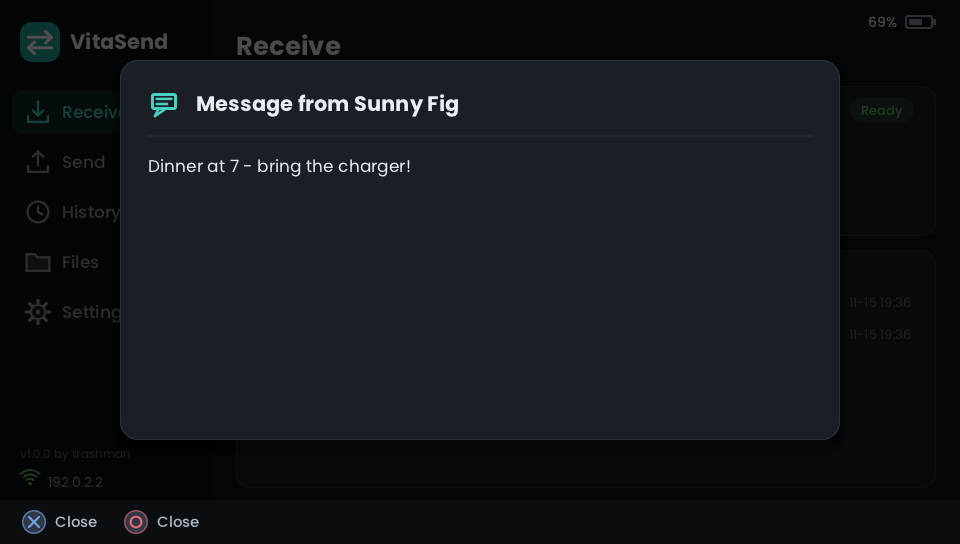 VitaSend
Receive
69%
Message from Sunny Fig
Dinner at 7 - bring the charger!
Receive
Send
History
Files
Setting
Ready
11-15 19:36
11-15 19:36
v1.0.0 by trashman
192.0.2.2
Close
Close